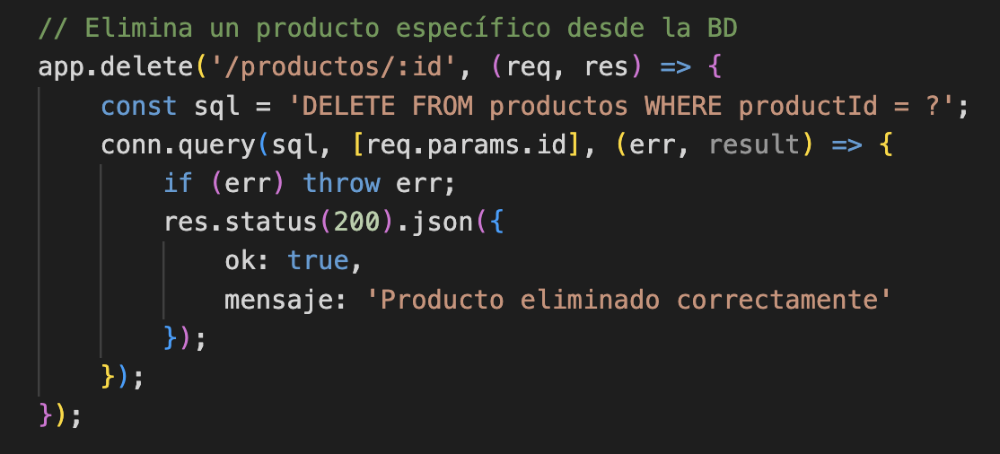 // Elimina un producto específico desde la BD
app.delete('/productos/:id', (req, res) => {
    const sql = 'DELETE FROM productos WHERE productId = ?';
    conn.query(sql, [req.params.id], (err, result) => {
        if (err) throw err;
        res.status(200).json({
            ok: true,
            mensaje: 'Producto eliminado correctamente'
        });
    });
});